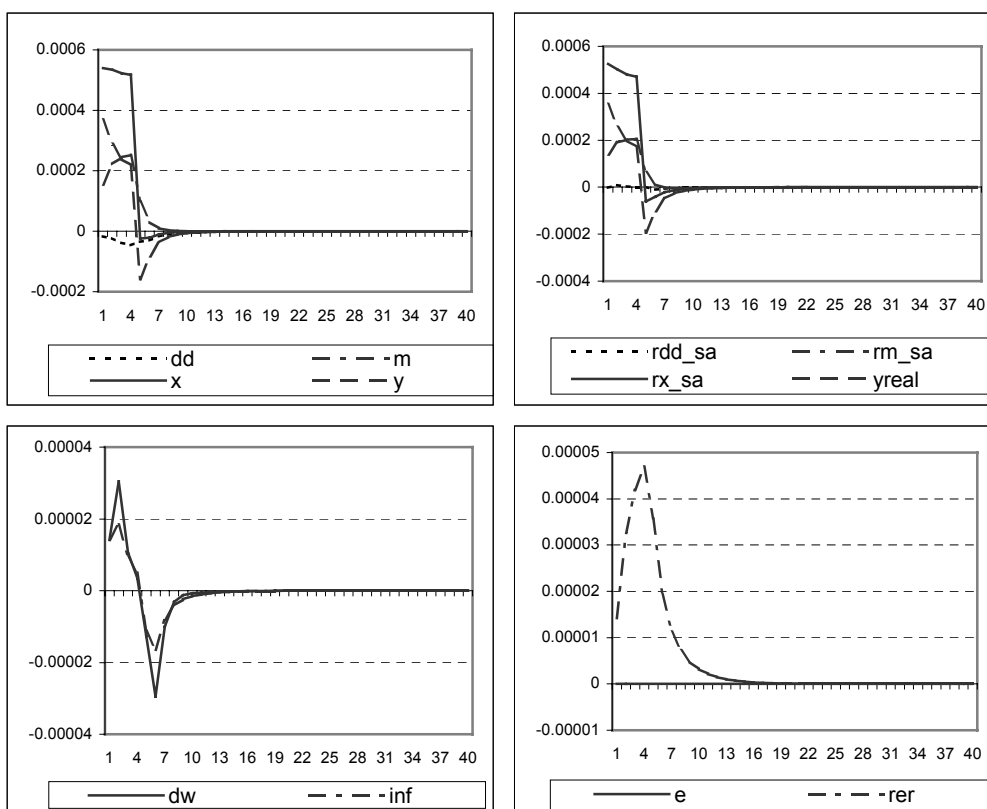 0.0006
0.0004
0.0002
0
-0.0002
1 4 7 10 13 16 19 22 25 28 31 34 37 40
dd m
x y
0.0006
0.0004
0.0002
0
-0.0002
-0.0004
1 4 7 10 13 16 19 22 25 28 31 34 37 40
rdd_sa rm_sa
rx_sa yreal
0.00004
0.00002
0
-0.00002
-0.00004
1 4 7 10 13 16 19 22 25 28 31 34 37 40
dw inf
0.00005
0.00004
0.00003
0.00002
0.00001
0
-0.00001
1 4 7 10 13 16 19 22 25 28 31 34 37 40
e rer